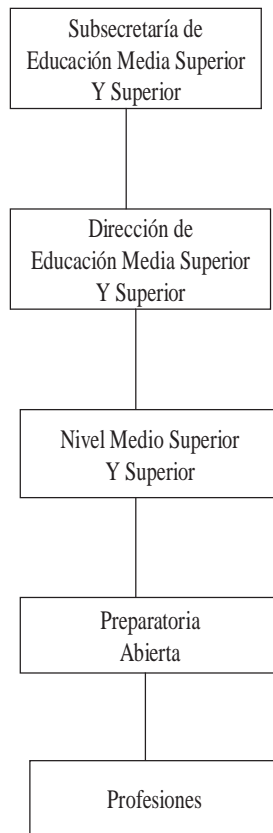 Subsecretaría de
Educación Media Superior
Y Superior
Dirección de
Educación Media Superior
Y Superior
Nivel Medio Superior
Y Superior
Preparatoria
Abierta
Profesiones